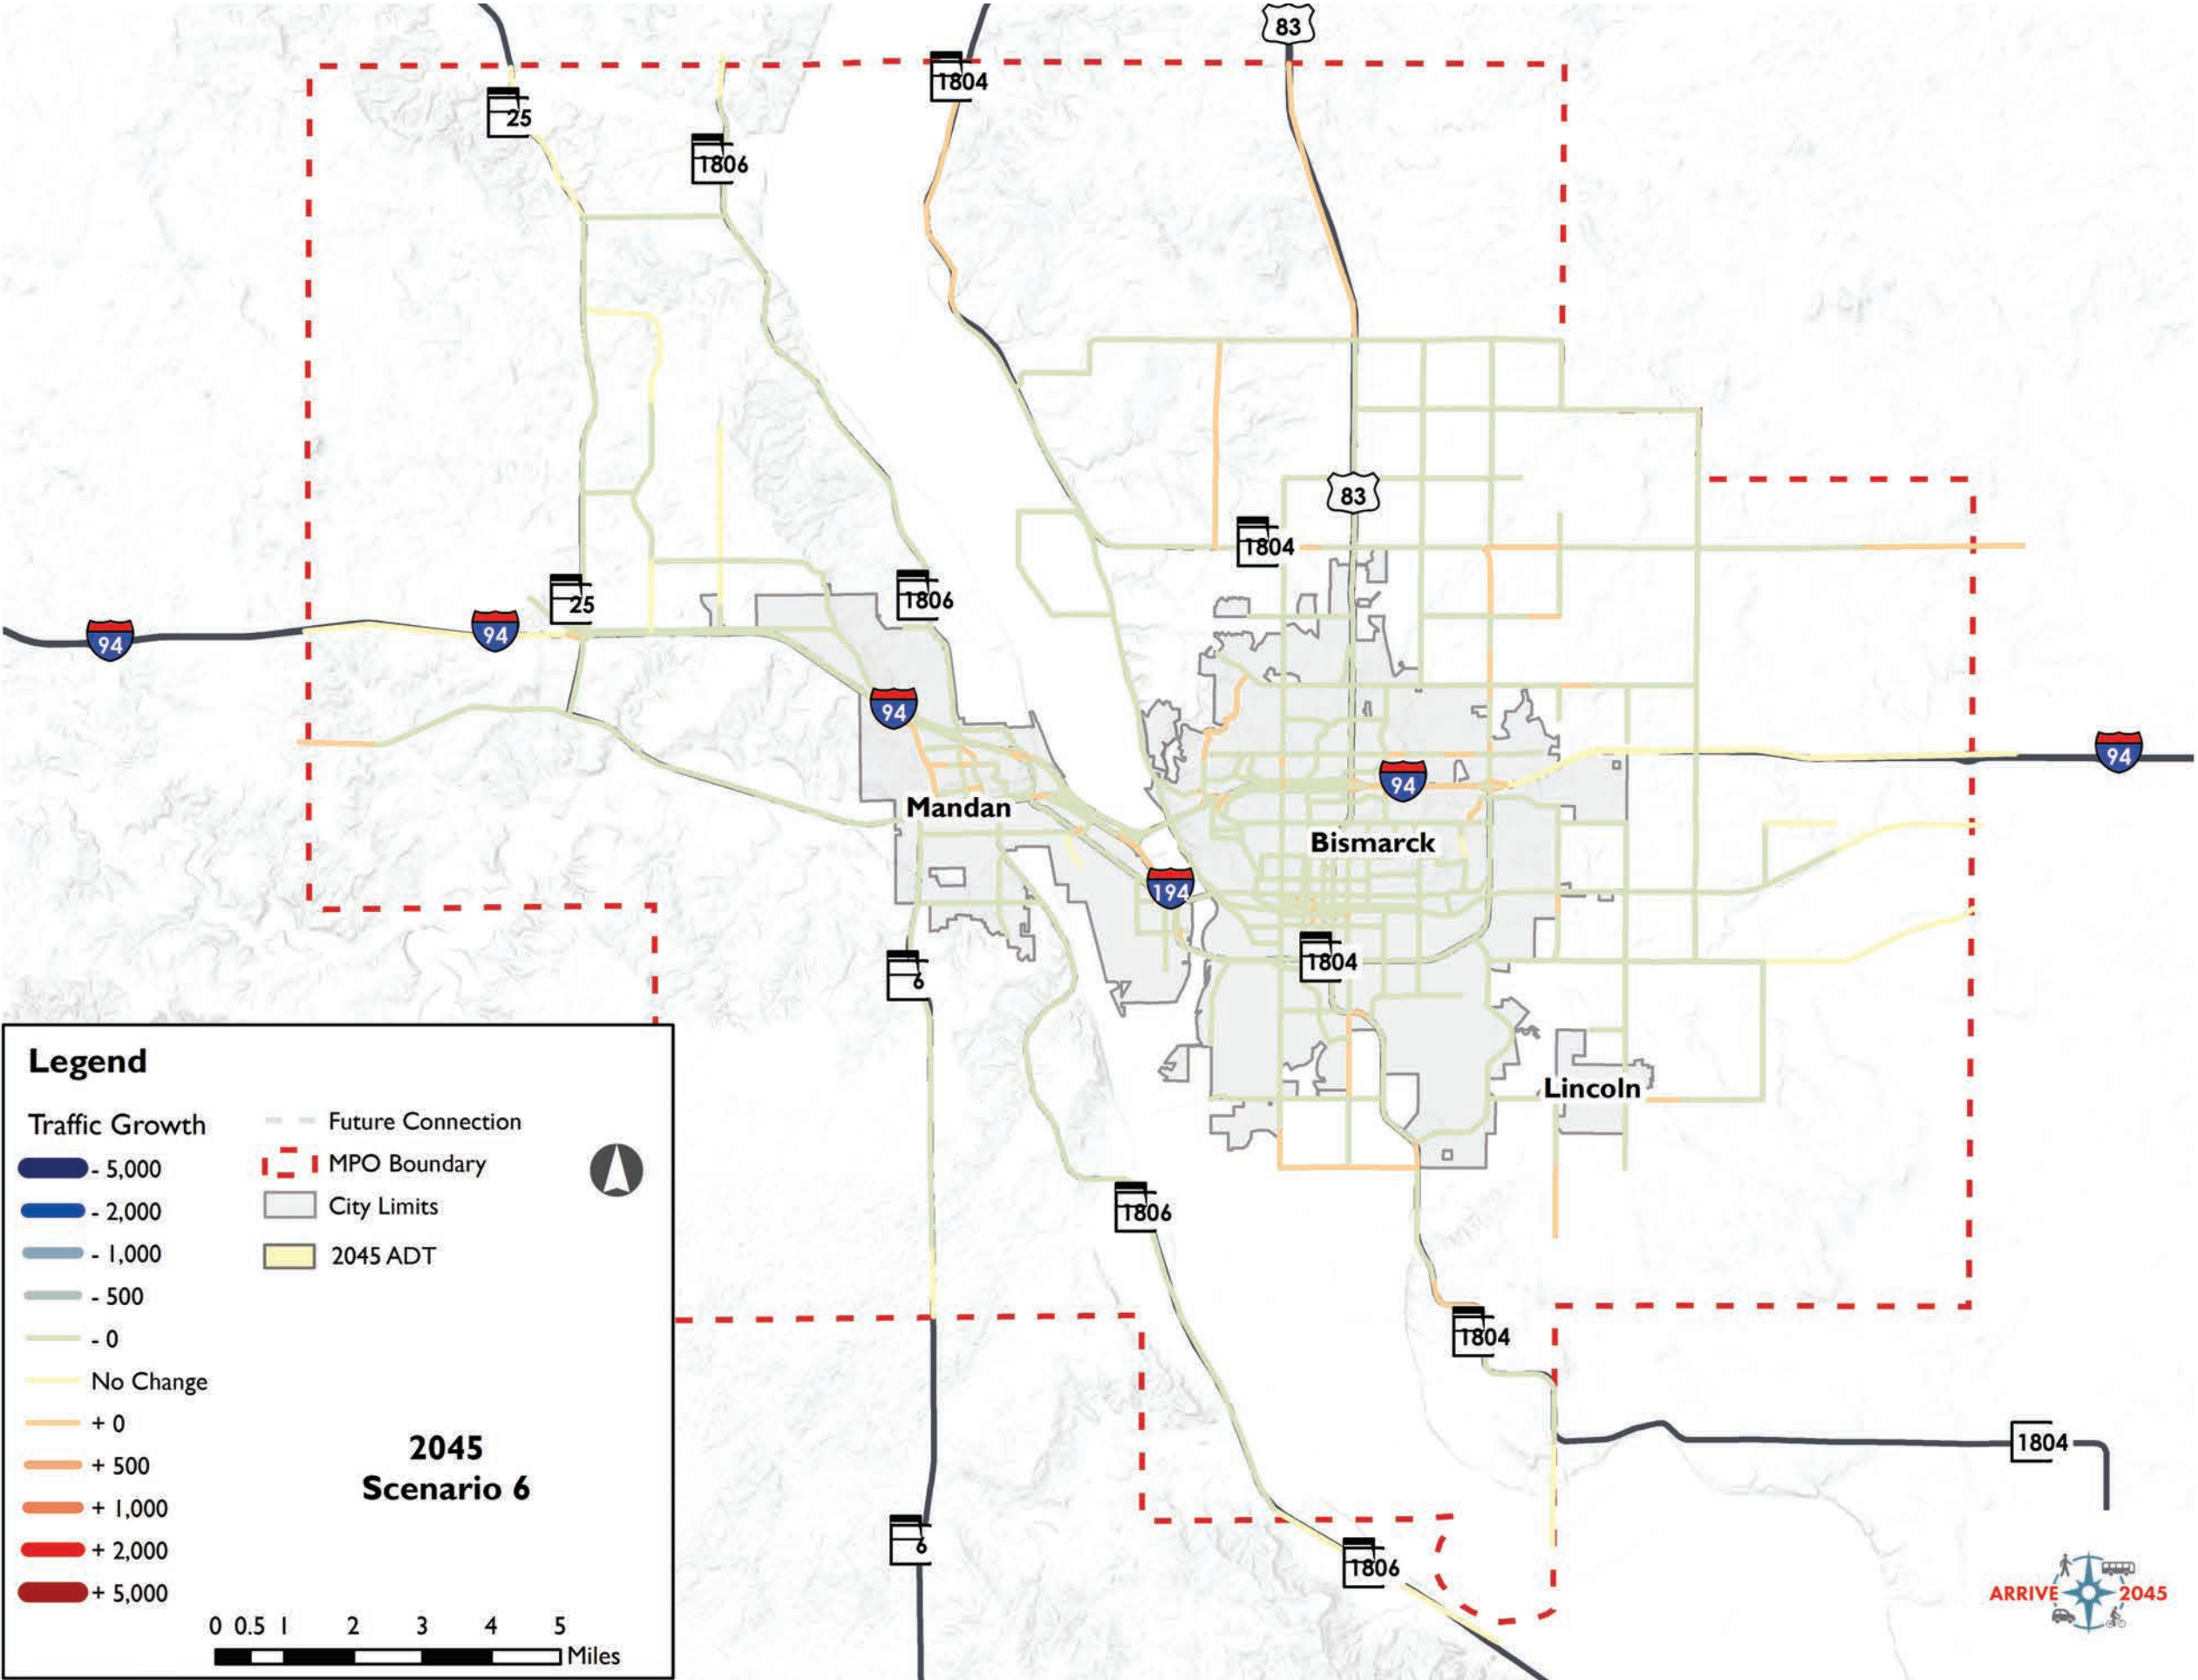 83
1804
25
1806
83
1804
25
1806
94
94
94
94
94
Mandan
Bismarck
194
1804
6
Lincoln
Legend
Traffic Growth
- 5,000
- 2,000
- 1,000
- 500
- 0
No Change
+ 0
+ 500
+ 1,000
+ 2,000
+ 5,000
Future Connection
MPO Boundary
City Limits
2045 ADT
2045
Scenario 6
0 0.5 1 2 3 4 5
Miles
1806
1804
1804
6
1806
ARRIVE 2045